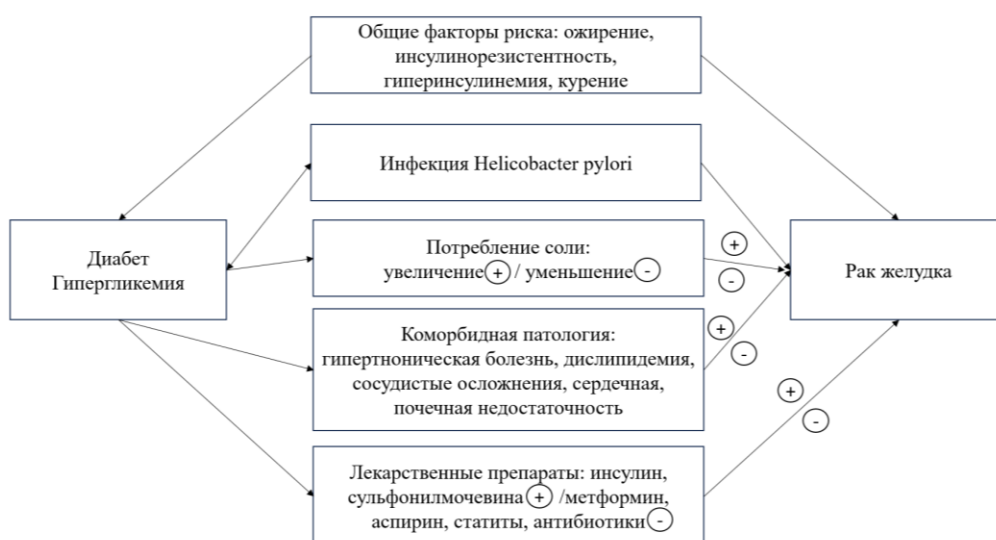 Общие факторы риска: ожирение,
инсулинорезистентность,
гиперинсулинемия, курение
Инфекция Helicobacter pylori
Диабет
Гипергликемия
Потребление соли:
увеличение + / уменьшение -
+
-
Рак желудка
Коморбидная патология:
гипертноническая болезнь, дислипидемия,
сосудистые осложнения, сердечная,
почечная недостаточность
+
-
Лекарственные препараты: инсулин,
сульфонилмочевина + /метформин,
аспирин, статиты, антибиотики -
+
-